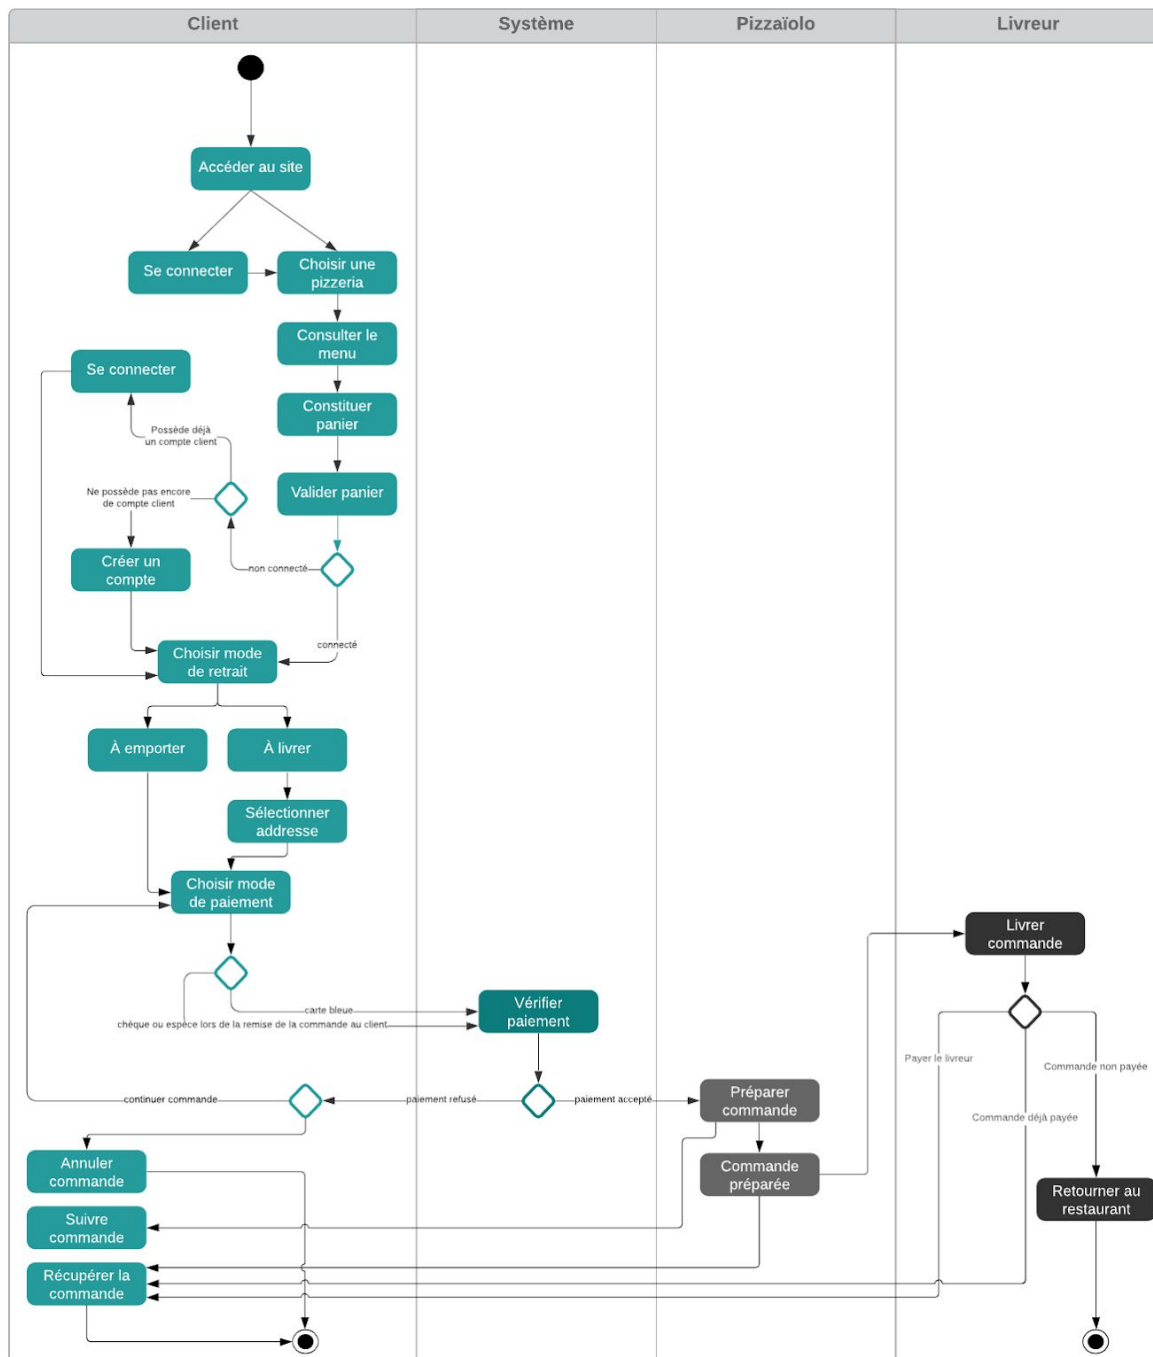 Client
Système
Pizzaïolo
Livreur
Accéder au site
Se connecter
Choisir une
pizzeria
Consulter le
menu
Se connecter
Constituer
panier
Possède déjà
un compte client
Valider panier
Ne possède pas encore
de compte client
Créer un
compte
non connecté
connecté
Choisir mode
de retrait
À emporter
À livrer
Sélectionner
addresse
Choisir mode
de paiement
Livrer
commande
carte bleue
chèque ou espèce lors de la remise de la commande au client
Vérifier
paiement
Payer le livreur
Commande non payée
Commande déjà payée
continuer commande
paiement refusé
paiement accepté
Préparer
commande
Annuler
commande
Commande
préparée
Retourner au
restaurant
Suivre
commande
Récupérer la
commande